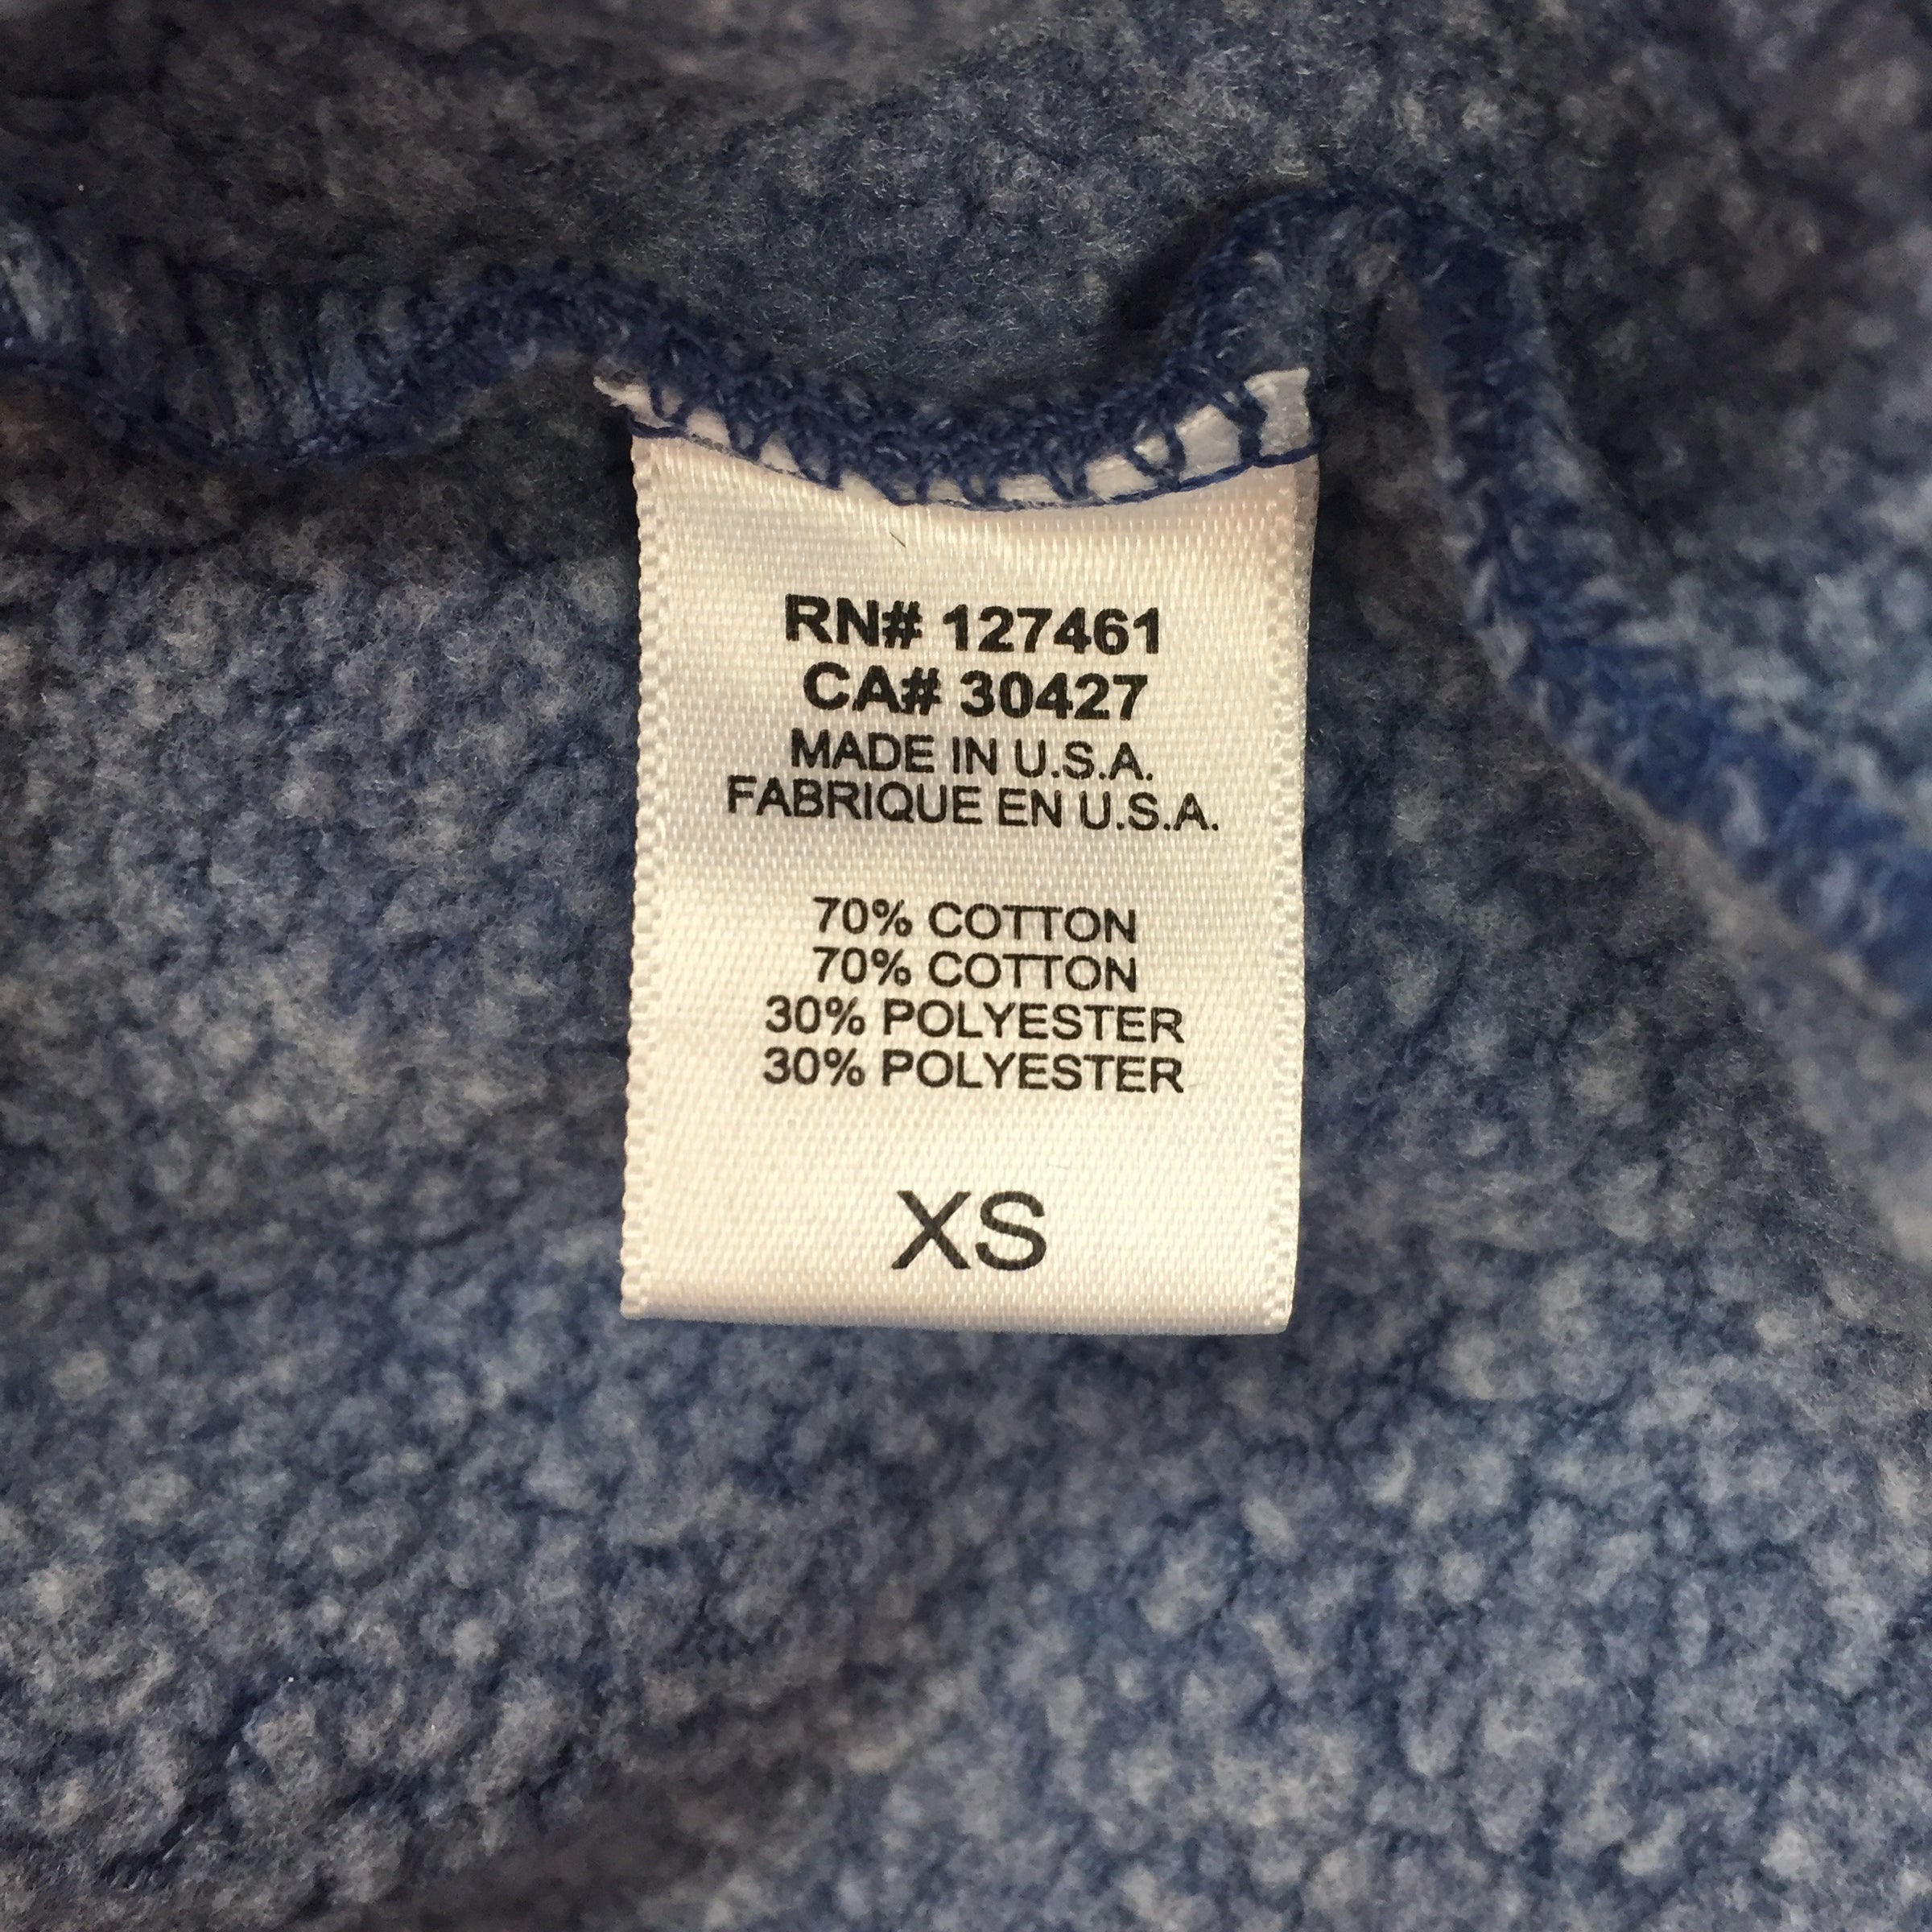 RN# 127461
CA# 30427
MADE IN U.S.A.
FABRIQUE EN U.S.A.
70% COTTON
70% COTTON
30% POLYESTER
30% POLYESTER
XS